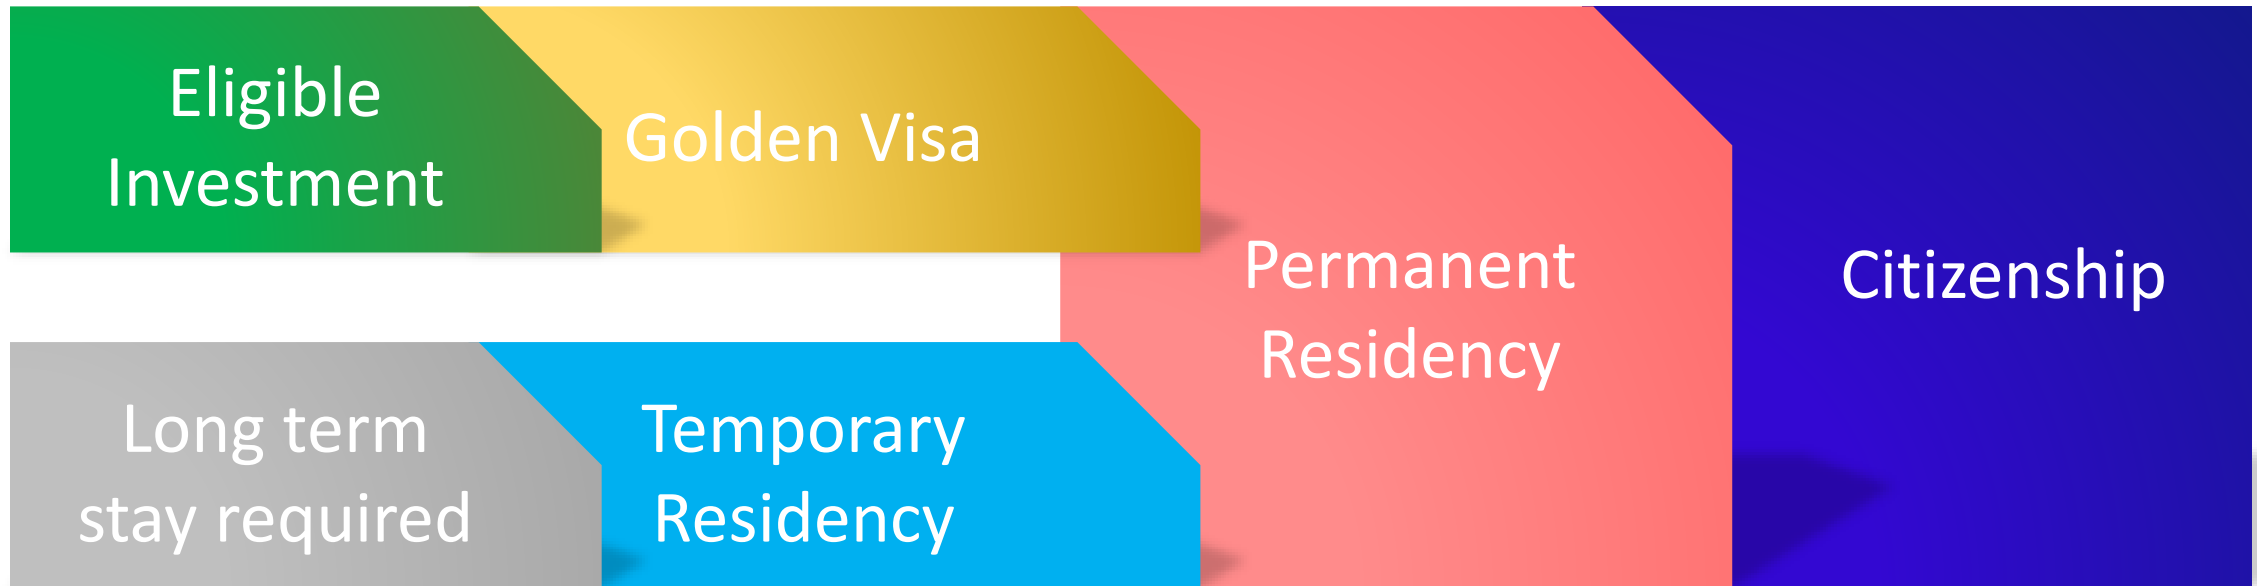 Eligible
Investment
Golden Visa
Permanent
Residency
Citizenship
Long term
stay required
Temporary
Residency